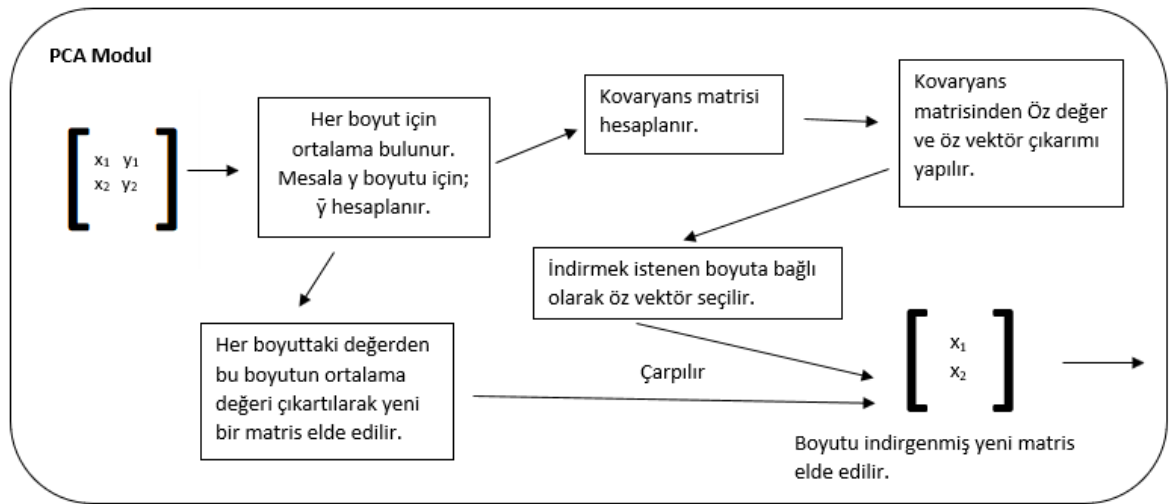 PCA Modul
x₁ y₁
x₂ y₂
Her boyut için
ortalama bulunur.
Mesala y boyutu için;
ȳ hesaplanır.
Kovaryans matrisi
hesaplanır.
Kovaryans
matrisinden Öz değer
ve öz vektör çıkarımı
yapılır.
İndirmek istenen boyuta bağlı
olarak öz vektör seçilir.
Her boyuttaki değerden
bu boyutun ortalama
değeri çıkartılarak yeni
bir matris elde edilir.
Çarpılır
x₁
x₂
Boyutu indirgenmiş yeni matris
elde edilir.